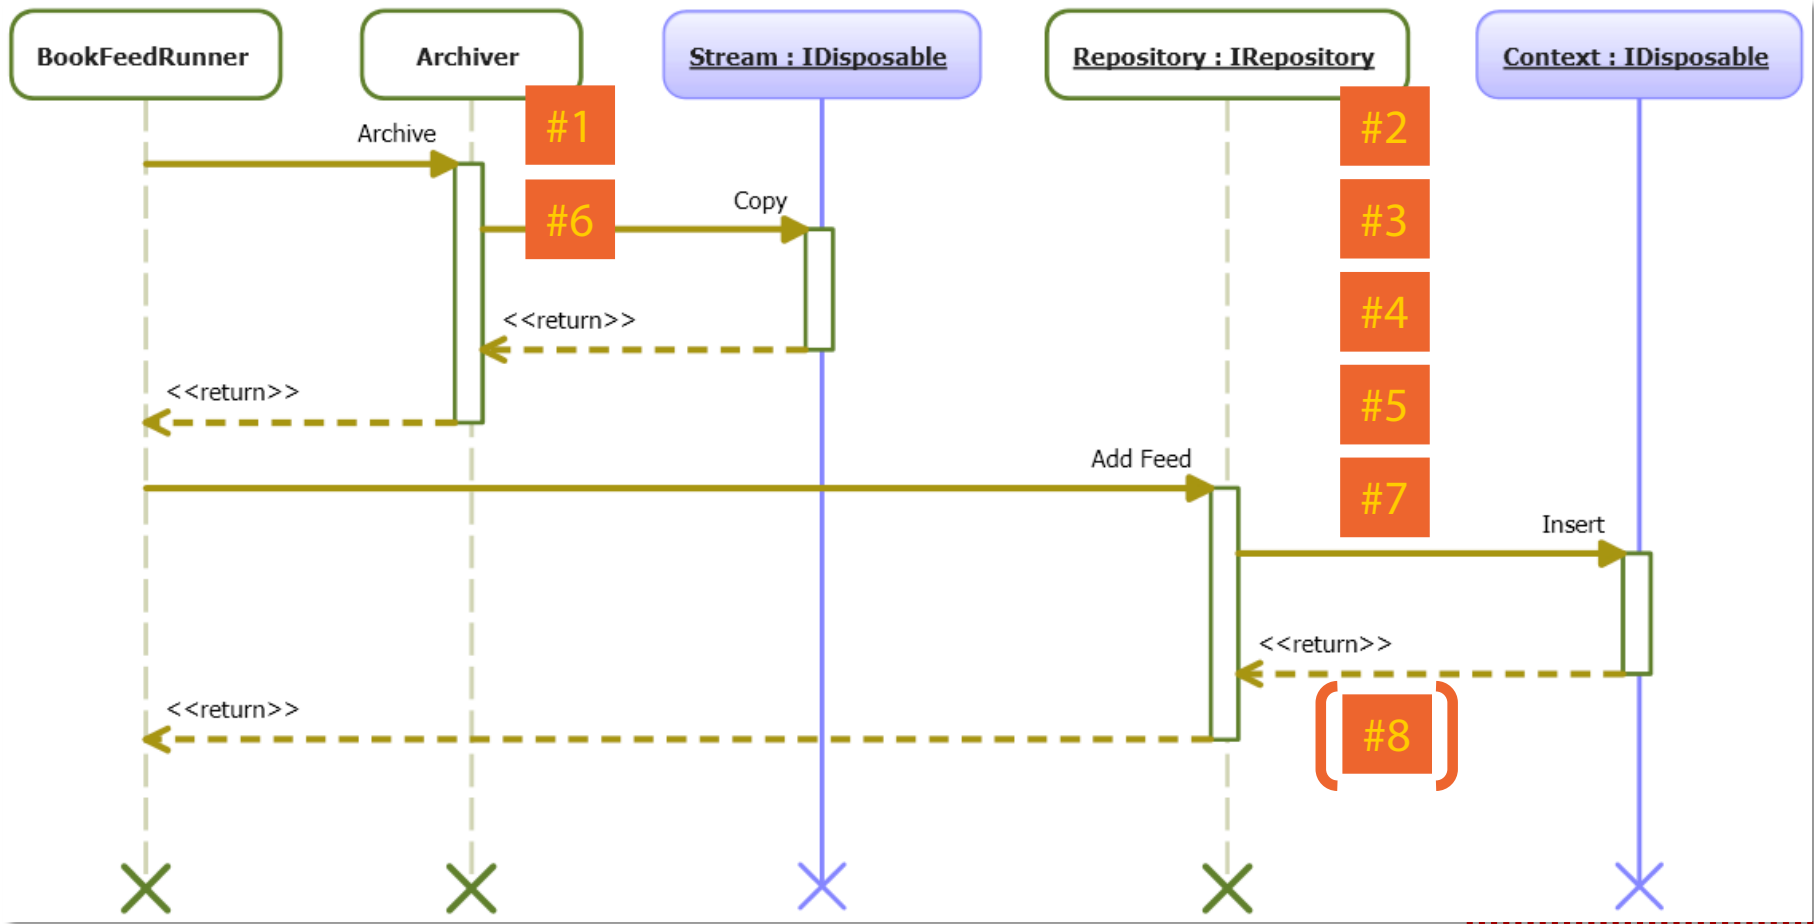 BookFeedRunner
Archiver
Stream : IDisposable
Repository : IRepository
Context : IDisposable
#1
#2
Archive
Copy
#6
#3
<<return>>
#4
<<return>>
#5
Add Feed
#7
Insert
<<return>>
<<return>>
#8